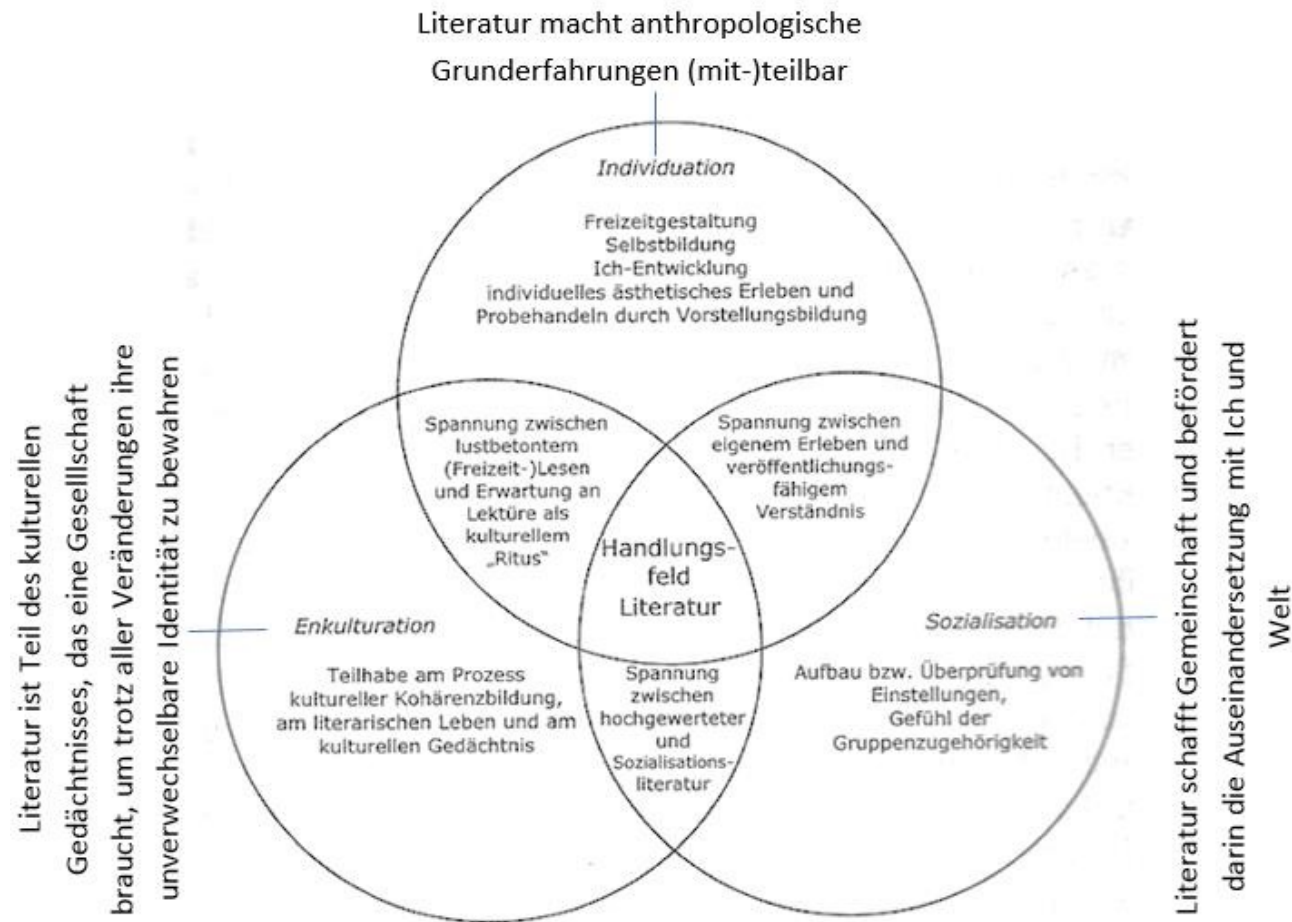 Literatur macht anthropologische
Grunderfahrungen (mit-)teilbar
Individuation
Freizeitgestaltung
Selbstbildung
Ich-Entwicklung
individuelles ästhetisches Erleben und
Probehandeln durch Vorstellungsbildung
Spannung zwischen
lustbetontem
(Freizeit-)Lesen
und Erwartung an
Lektüre als
kulturellem
„Ritus“
Spannung zwischen
eigenem Erleben und
veröffentlichungs-
fähigem
Verständnis
Handlungs-
feld
Literatur
Enkulturation
Teilhabe am Prozess
kultureller Kohärenzbildung,
am literarischen Leben und am
kulturellen Gedächtnis
Spannung
zwischen
hochgewerteter
und
Sozialisations-
literatur
Sozialisation
Aufbau bzw. Überprüfung von
Einstellungen,
Gefühl der
Gruppenzugehörigkeit
Literatur ist Teil des kulturellen
Gedächtnisses, das eine Gesellschaft
braucht, um trotz aller Veränderungen ihre
unverwechselbare Identität zu bewahren
Literatur schafft Gemeinschaft und befördert
darin die Auseinandersetzung mit Ich und
Welt